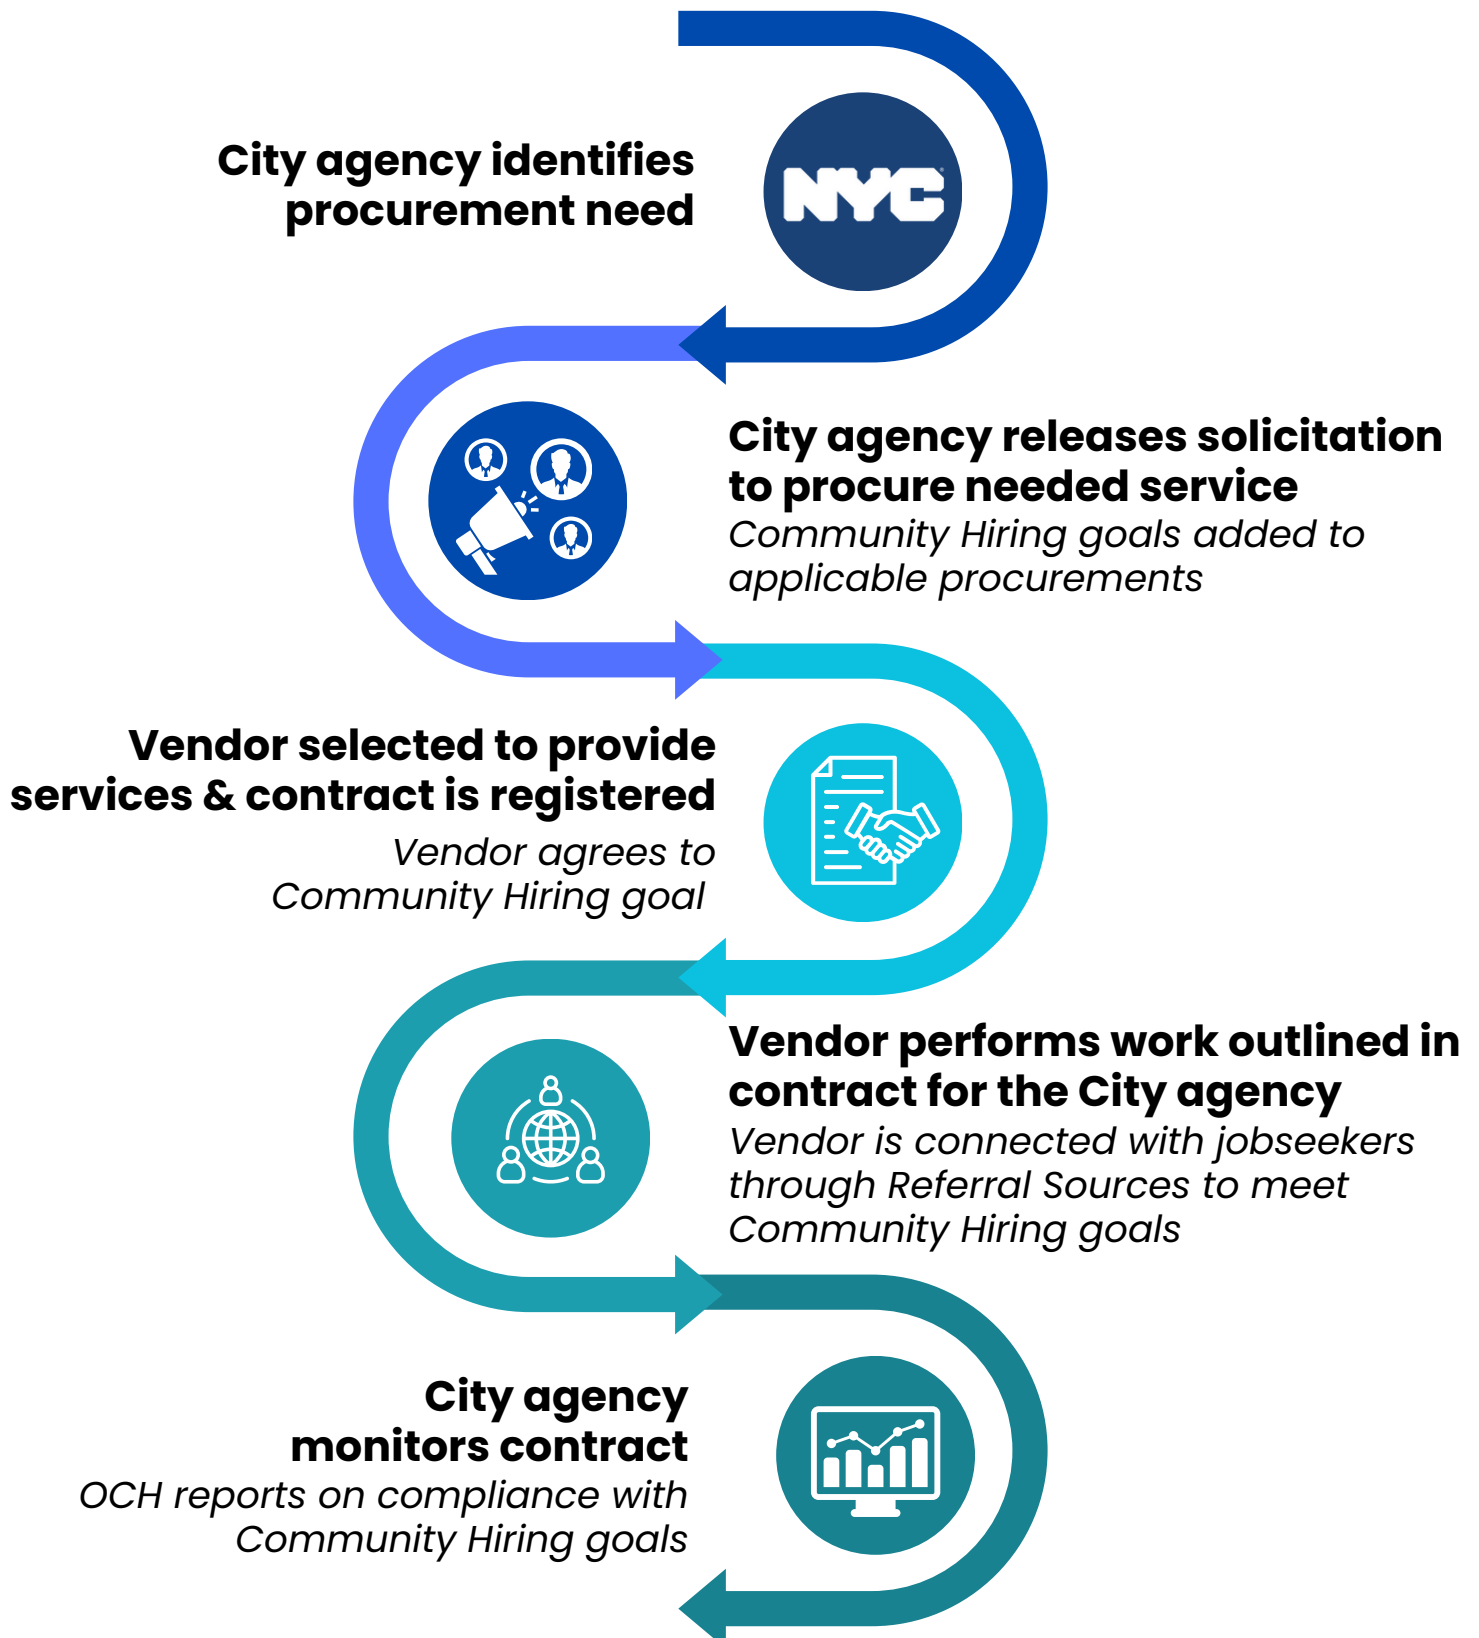 City agency identifies
procurement need
NYC
City agency releases solicitation
to procure needed service
Community Hiring goals added to
applicable procurements
Vendor selected to provide
services & contract is registered
Vendor agrees to
Community Hiring goal
Vendor performs work outlined in
contract for the City agency
Vendor is connected with jobseekers
through Referral Sources to meet
Community Hiring goals
City agency
monitors contract
OCH reports on compliance with
Community Hiring goals